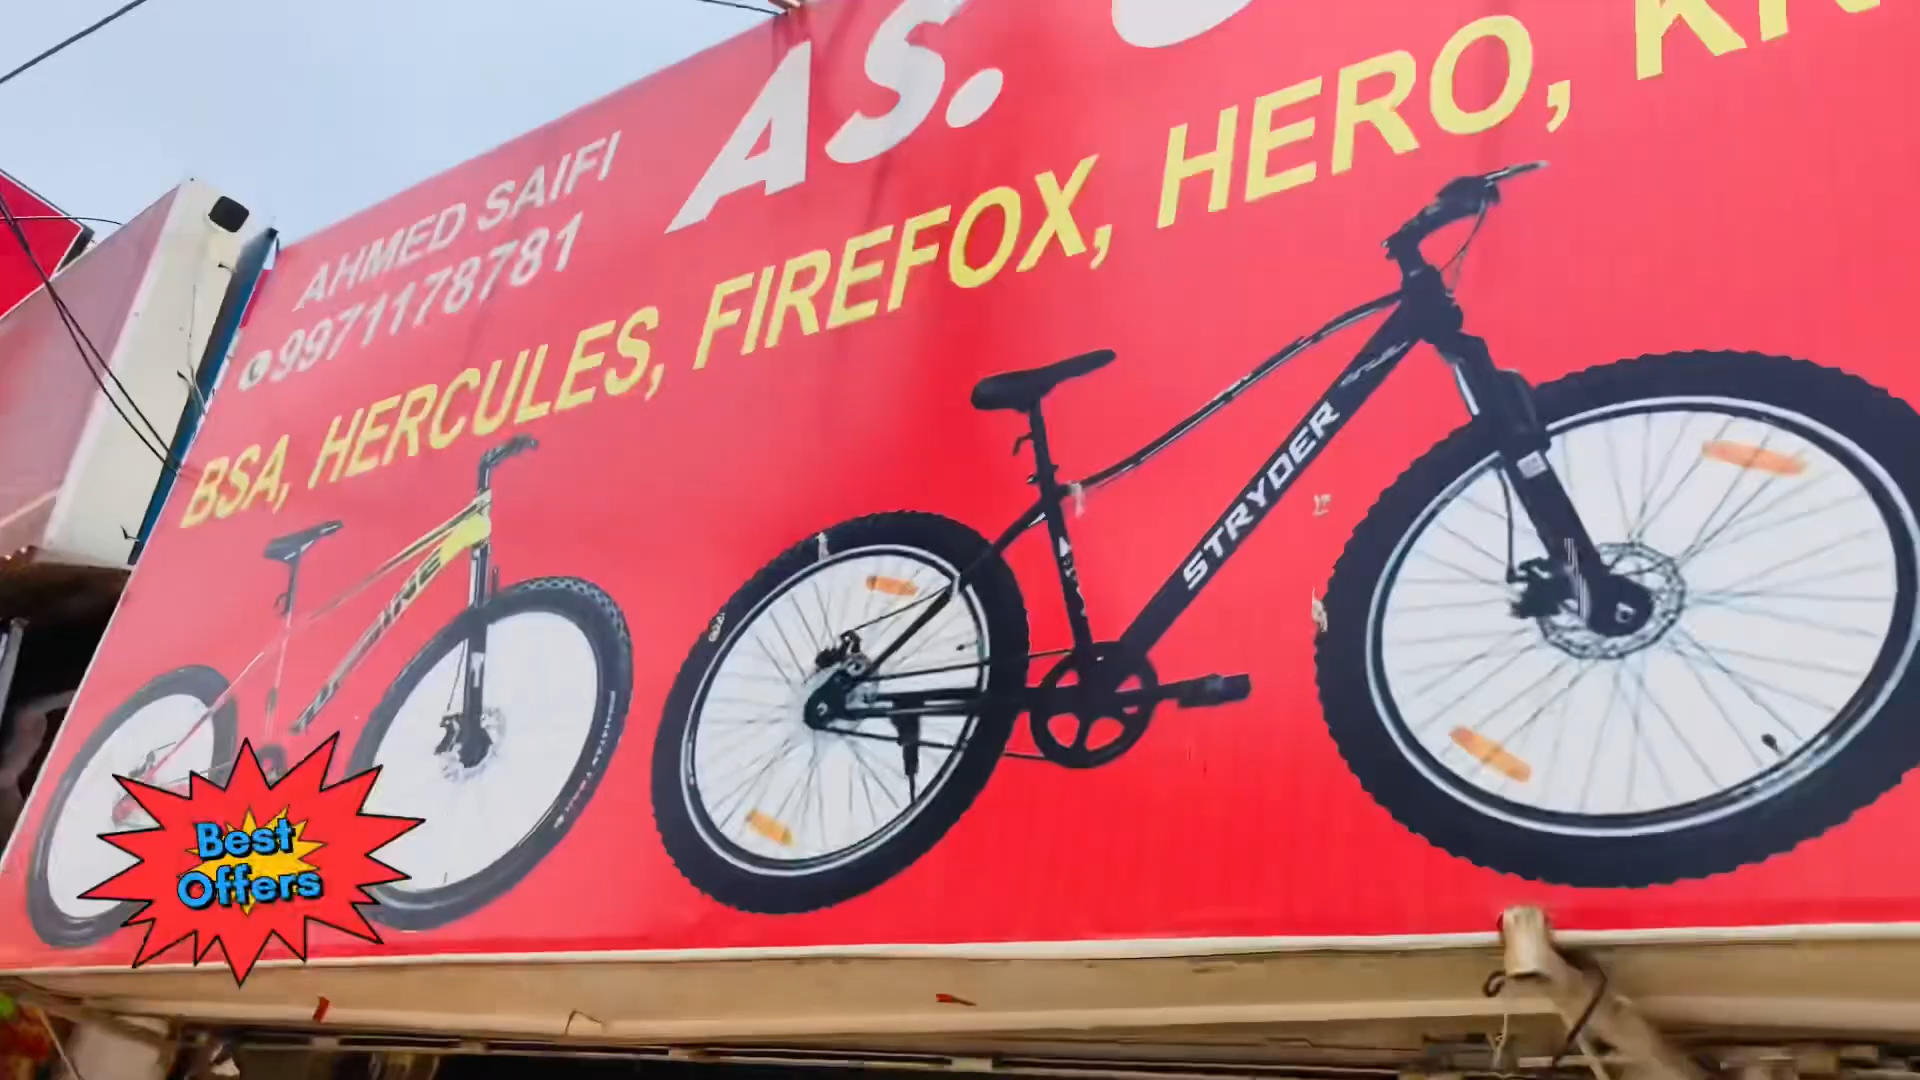 AS.
AHMED SAIFI
9971178781
BSA, HERCULES, FIREFOX, HERO,
STRYDER
Best
Offers